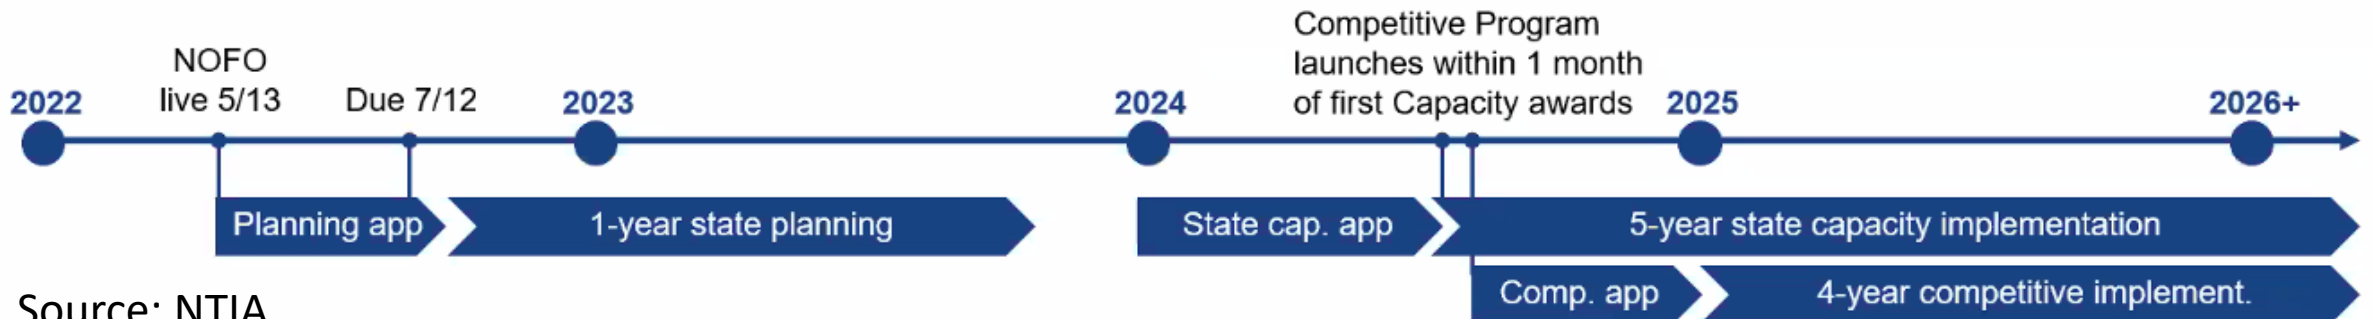 Competitive Program
launches within 1 month
of first Capacity awards
NOFO
live 5/13
Due 7/12
2022
2023
2024
2025
2026+
Planning app
1-year state planning
State cap. app
5-year state capacity implementation
Comp. app
4-year competitive implement.
Source: NTIA